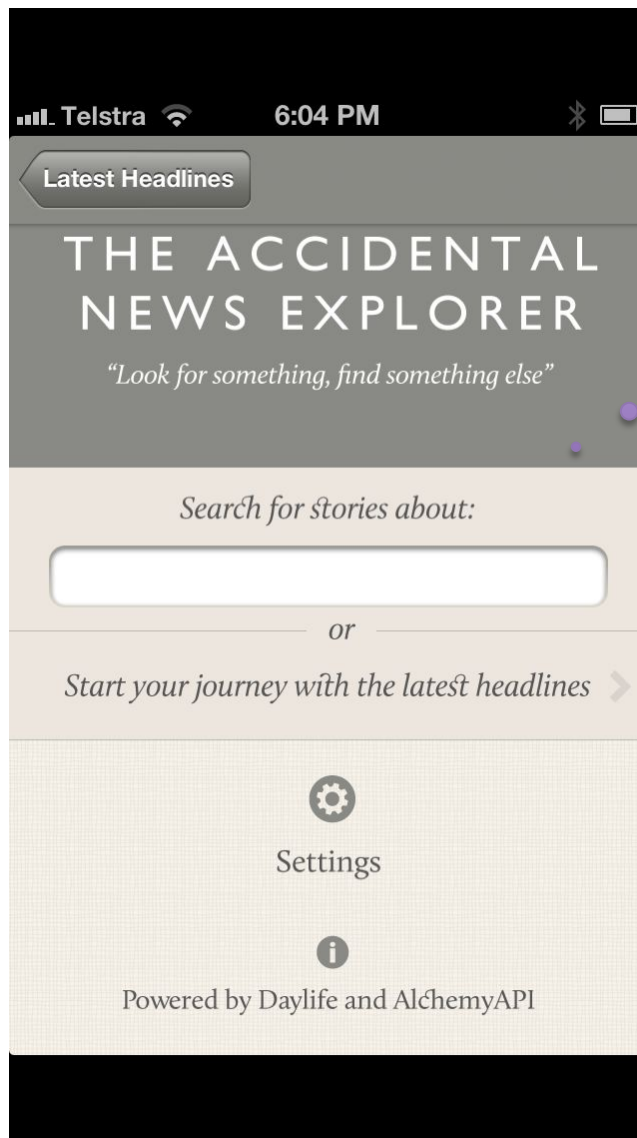 Telstra 6:04 PM
Latest Headlines
THE ACCIDENTAL
NEWS EXPLORER
“Look for something, find something else”
Search for stories about:
or
Start your journey with the latest headlines
Settings
Powered by Daylife and AlchemyAPI